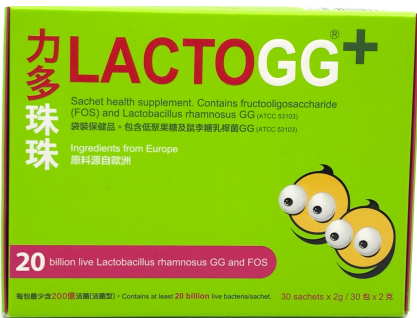 力多珠珠
LACTOGG®+
Sachet health supplement. Contains fructooligosaccharide
(FOS) and Lactobacillus rhamnosus GG (ATCC 53103)
袋裝保健品。包含低聚果糖及鼠李糖乳桿菌GG (ATCC 53103)
Ingredients from Europe
原料源自歐洲
20 billion live Lactobacillus rhamnosus GG and FOS
每包最少含200億活菌(活菌型)。Contains at least 20 billion live bacteria/sachet.
30 sachets x 2g / 30 包 x 2 克